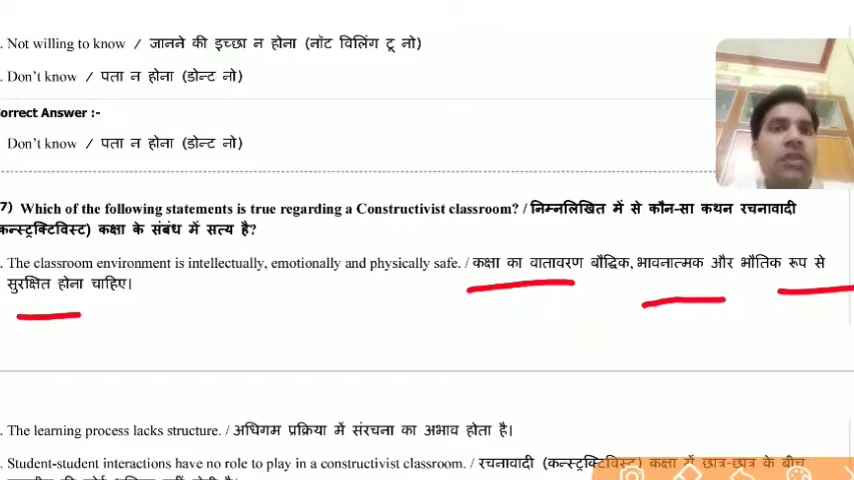 . Not willing to know / जानने की इच्छा न होना (नॉट विलिंग टू नो)
. Don't know / पता न होना (डोन्ट नो)
orrect Answer :-
Don't know / पता न होना (डोन्ट नो)
7) Which of the following statements is true regarding a Constructivist classroom? / निम्नलिखित में से कौन-सा कथन रचनावादी
कन्स्ट्रक्टिविस्ट) कक्षा के संबंध में सत्य है?
. The classroom environment is intellectually, emotionally and physically safe. / कक्षा का वातावरण बौद्धिक, भावनात्मक और भौतिक रूप से
सुरक्षित होना चाहिए।
. The learning process lacks structure. / अधिगम प्रक्रिया में संरचना का अभाव होता है।
. Student-student interactions have no role to play in a constructivist classroom. / रचनावादी (कन्स्ट्रक्टिविस्ट) कक्षा में छात्र-छात्र के बीच